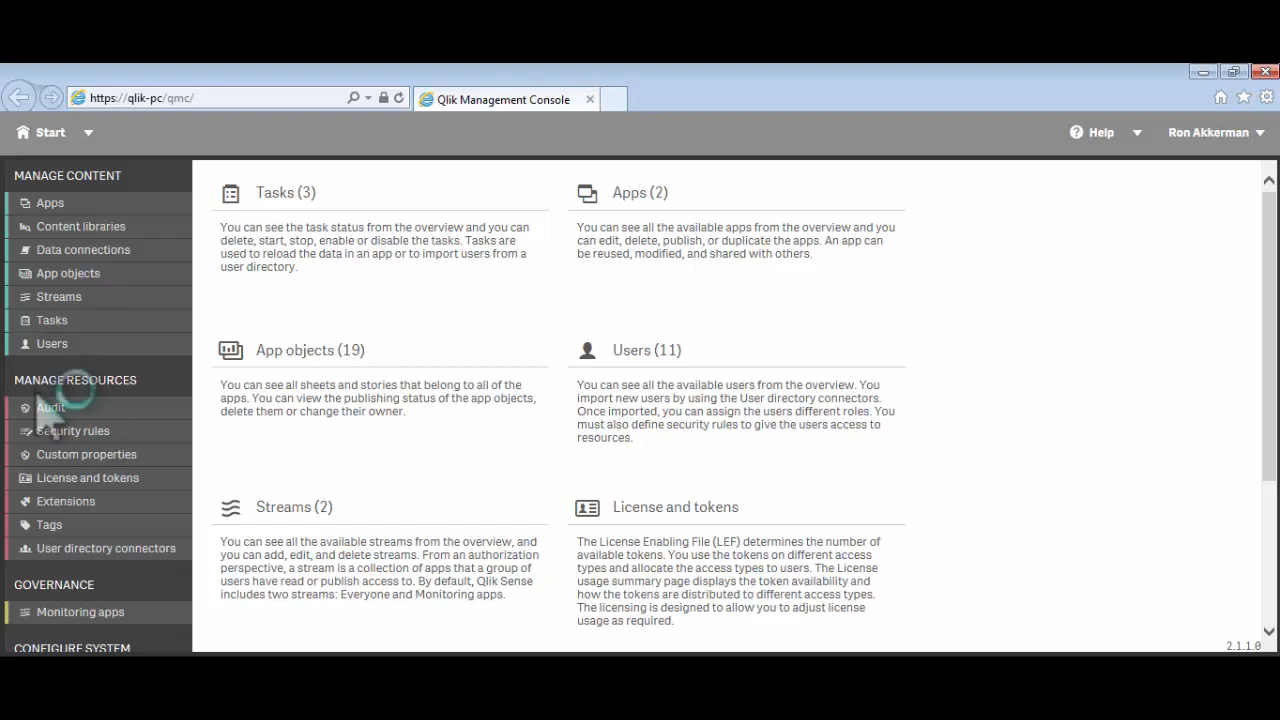 https://qlik-pc/qmc/
Qlik Management Console
Start
Help
Ron Akkerman
MANAGE CONTENT
Apps
Content libraries
Data connections
App objects
Streams
Tasks
Users
MANAGE RESOURCES
Audit
Security rules
Custom properties
License and tokens
Extensions
Tags
User directory connectors
GOVERNANCE
Monitoring apps
CONFIGURE SYSTEM
Tasks (3)
You can see the task status from the overview and you can
delete, start, stop, enable or disable the tasks. Tasks are
used to reload the data in an app or to import users from a
user directory.
Apps (2)
You can see all the available apps from the overview and you
can edit, delete, publish, or duplicate the apps. An app can
be reused, modified, and shared with others.
App objects (19)
You can see all sheets and stories that belong to all of the
apps. You can view the publishing status of the app objects,
delete them or change their owner.
Users (11)
You can see all the available users from the overview. You
import new users by using the User directory connectors.
Once imported, you can assign the users different roles. You
must also define security rules to give the users access to
resources.
Streams (2)
You can see all the available streams from the overview, and
you can add, edit, and delete streams. From an authorization
perspective, a stream is a collection of apps that a group of
users have read or publish access to. By default, Qlik Sense
includes two streams: Everyone and Monitoring apps.
License and tokens
The License Enabling File (LEF) determines the number of
available tokens. You use the tokens on different access
types and allocate the access types to users. The License
usage summary page displays the token availability and
how the tokens are distributed to different access types.
The licensing is designed to allow you to adjust license
usage as required.
2.1.1.0